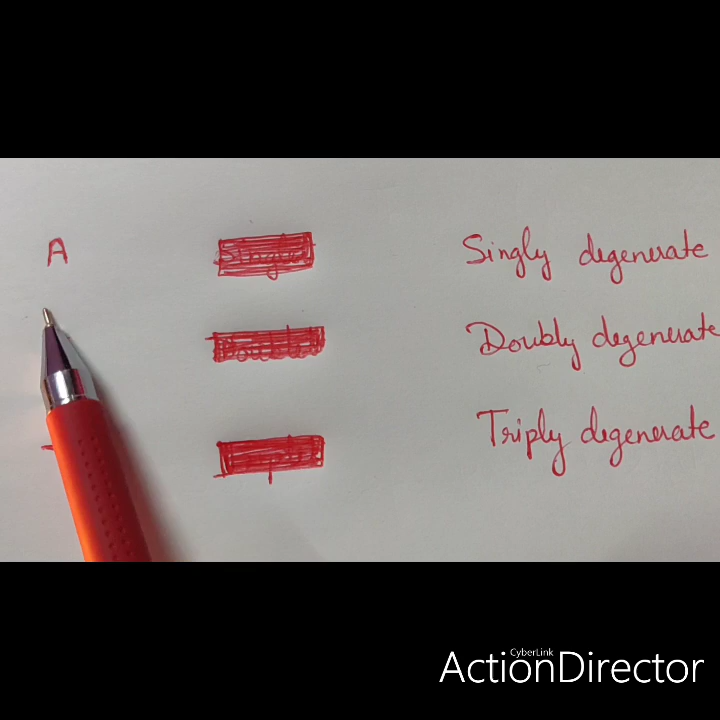 A Singly degenerate
Doubly degenerate
Triply degenerate
CyberLink
ActionDirector